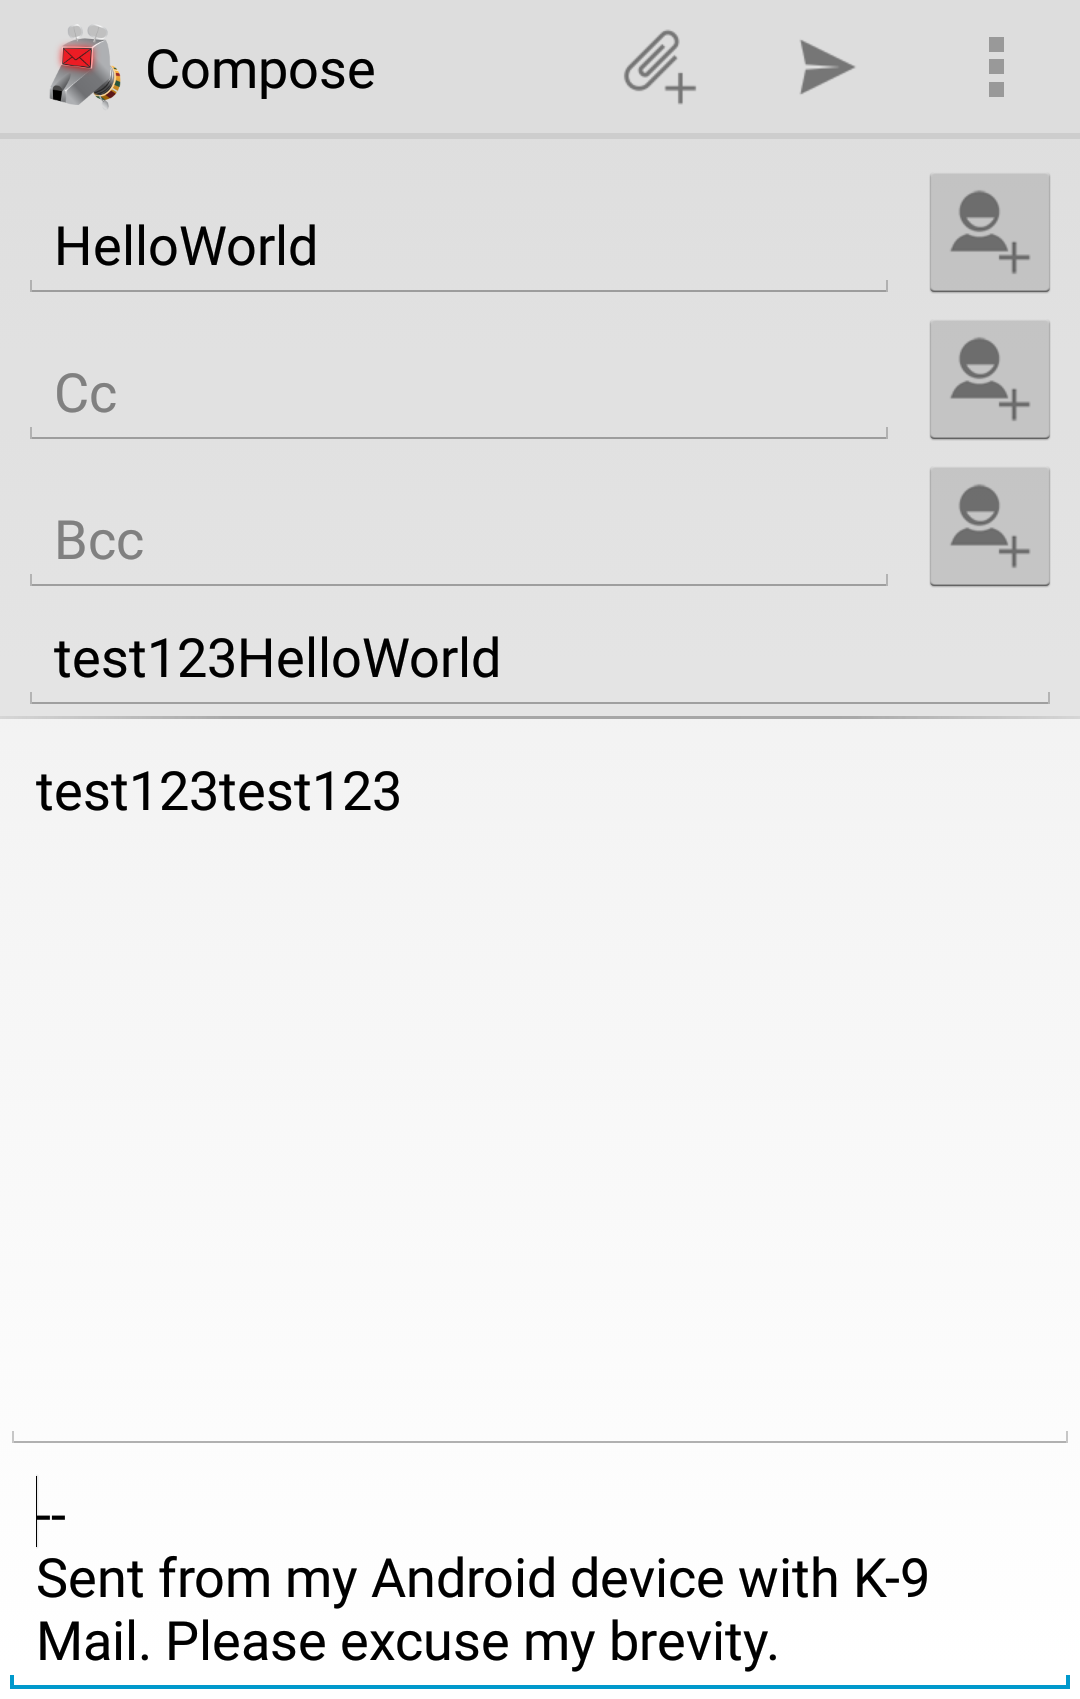 Compose
HelloWorld
Cc
Bcc
test123HelloWorld
test123test123
--
Sent from my Android device with K-9
Mail. Please excuse my brevity.